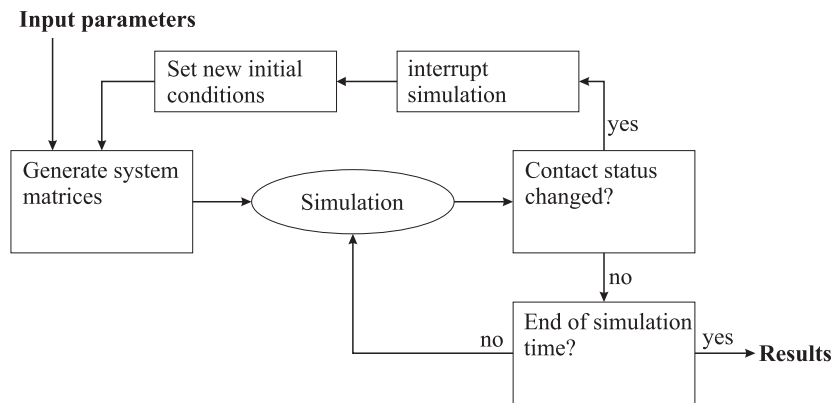 Input parameters
Set new initial
conditions
interrupt
simulation
yes
Generate system
matrices
Simulation
Contact status
changed?
no
End of simulation
time?
no
yes
Results